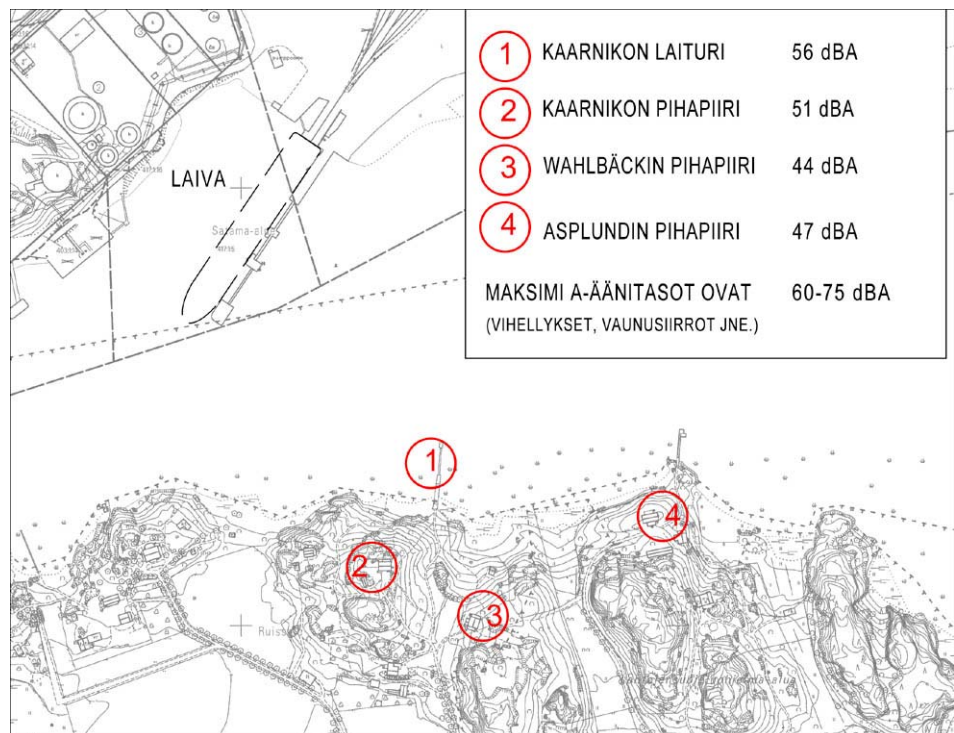 1 KAARNIKON LAITURI 56 dBA
2 KAARNIKON PIHAPIIRI 51 dBA
3 WAHLBÄCKIN PIHAPIIRI 44 dBA
4 ASPLUNDIN PIHAPIIRI 47 dBA
MAKSIMI A-ÄÄNITASOT OVAT 60-75 dBA
(VIHELLYKSET, VAUNUSIIRROT JNE.)
LAIVA
1
4
2
3